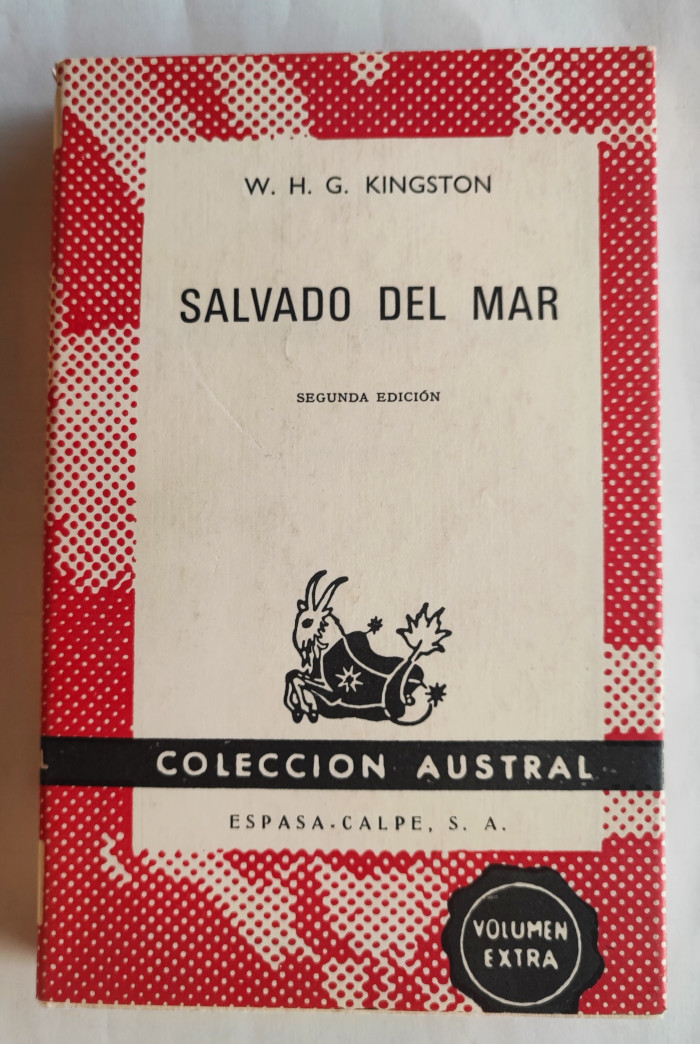 W. H. G. KINGSTON
SALVADO DEL MAR
SEGUNDA EDICIÓN
COLECCION AUSTRAL
ESPASA-CALPE, S. A.
VOLUMEN
EXTRA